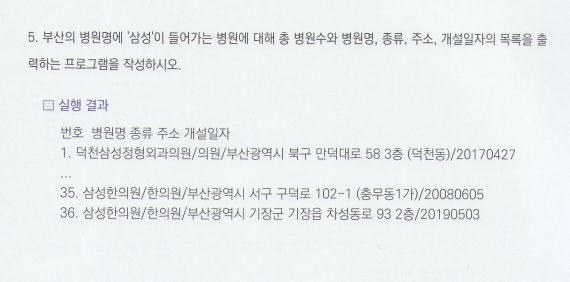 5. 부산의 병원명에 '삼성'이 들어가는 병원에 대해 총 병원수와 병원명, 종류, 주소, 개설일자의 목록을 출
력하는 프로그램을 작성하시오.
실행 결과
번호 병원명 종류 주소 개설일자
1. 덕천삼성정형외과의원/의원/부산광역시 북구 만덕대로 58 3층 (덕천동)/20170427
...
35. 삼성한의원/한의원/부산광역시 서구 구덕로 102-1 (충무동1가)/20080605
36. 삼성한의원/한의원/부산광역시 기장군 기장읍 차성동로 93 2층/20190503